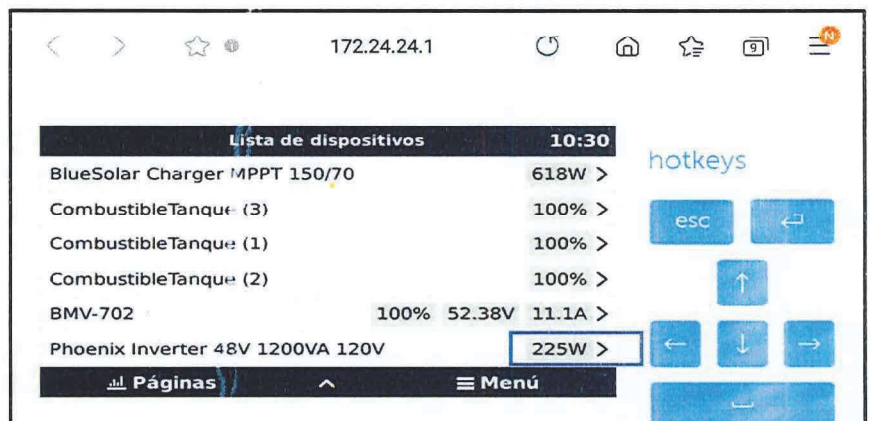 172.24.24.1
9
N
Lista de dispositivos 10:30
hotkeys
BlueSolar Charger MPPT 150/70 618W >
CombustibleTanque (3) 100% >
esc
CombustibleTanque (1) 100% >
CombustibleTanque (2) 100% >
BMV-702 100% 52.38V 11.1A >
Phoenix Inverter 48V 1200VA 120V 225W >
Páginas Menú